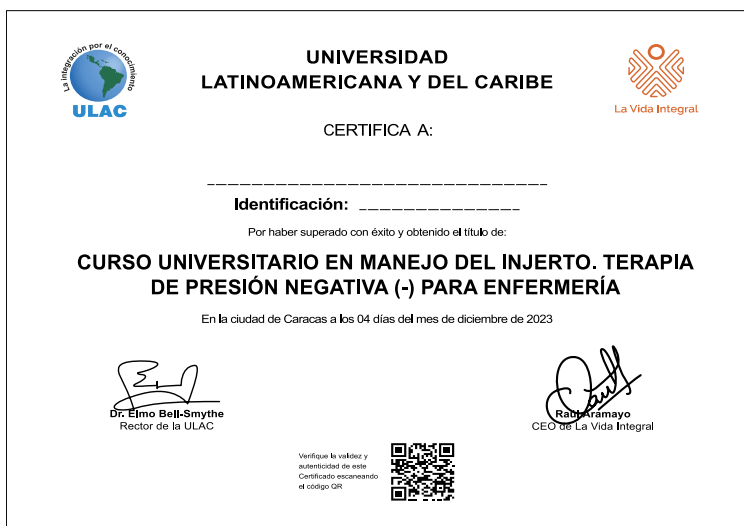 La integración por el conocimiento
ULAC
UNIVERSIDAD
LATINOAMERICANA Y DEL CARIBE
La Vida Integral
CERTIFICA A:
______________________________
Identificación: ______________
Por haber superado con éxito y obtenido el título de:
CURSO UNIVERSITARIO EN MANEJO DEL INJERTO. TERAPIA
DE PRESIÓN NEGATIVA (-) PARA ENFERMERÍA
En la ciudad de Caracas a los 04 días del mes de diciembre de 2023
Dr. Elmo Bell-Smythe
Rector de la ULAC
Raúl Aramayo
CEO de La Vida Integral
Verifique la validez y
autenticidad de este
Certificado escaneando
el código QR